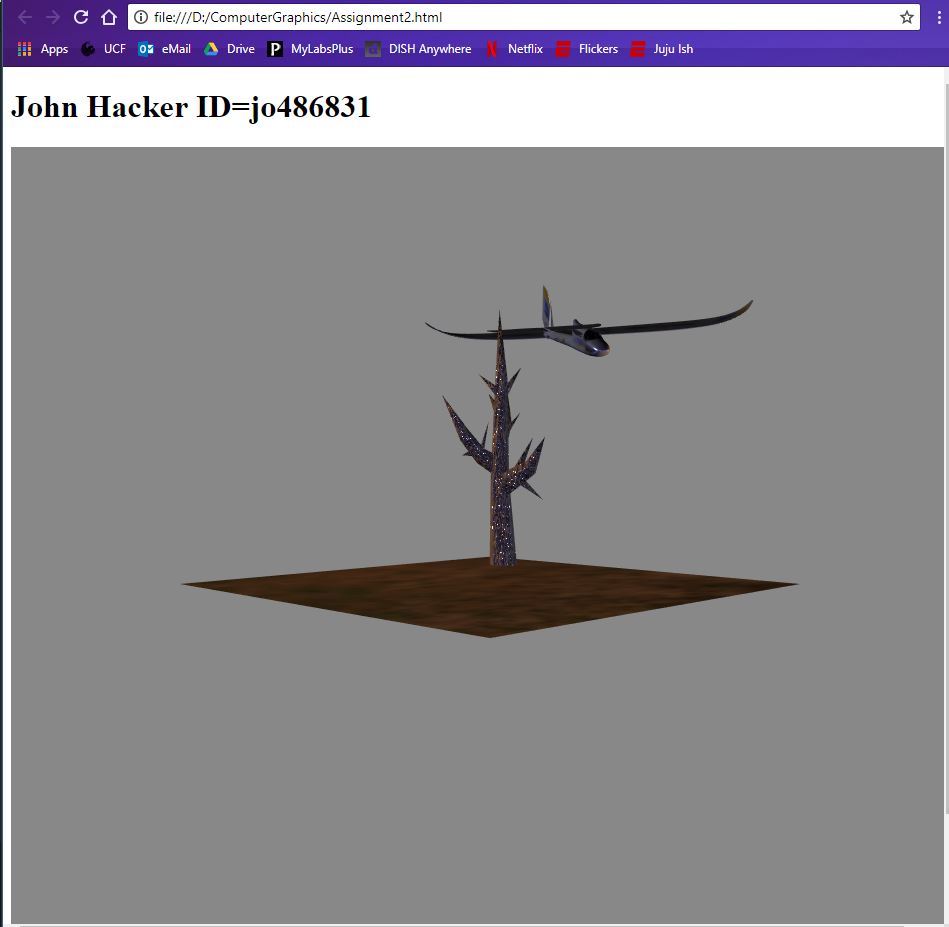 file:///D:/ComputerGraphics/Assignment2.html
Apps UCF eMail Drive MyLabsPlus DISH Anywhere Netflix Flickers Juju Ish
John Hacker ID=jo486831